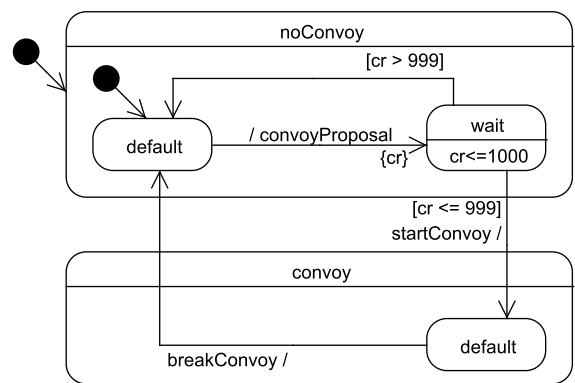 noConvoy
[cr > 999]
default
/ convoyProposal
{cr}
wait
cr<=1000
[cr <= 999]
startConvoy /
convoy
default
breakConvoy /